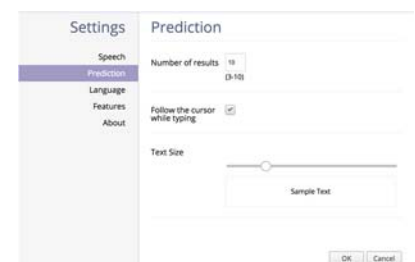 Settings
Speech
Prediction
Language
Features
About
Prediction
Number of results
(3-10)
Follow the cursor
while typing
Text Size
Sample Text
OK
Cancel